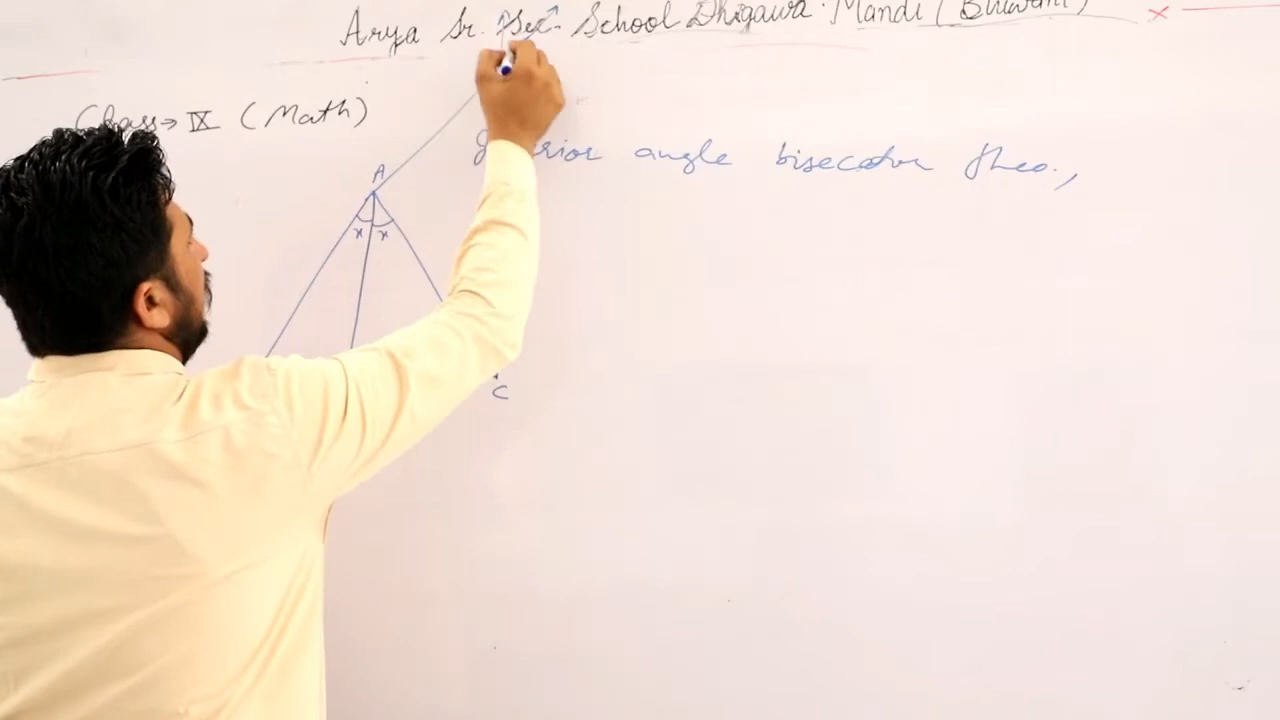 Arya Sr. Sec. School Dhigawa Mandi (Bhiwani)
Class → IX (Math)
angle bisector theo.,
A
x x
C